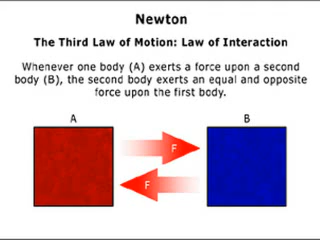 Newton
The Third Law of Motion: Law of Interaction
Whenever one body (A) exerts a force upon a second
body (B), the second body exerts an equal and opposite
force upon the first body.
A
B
F
F